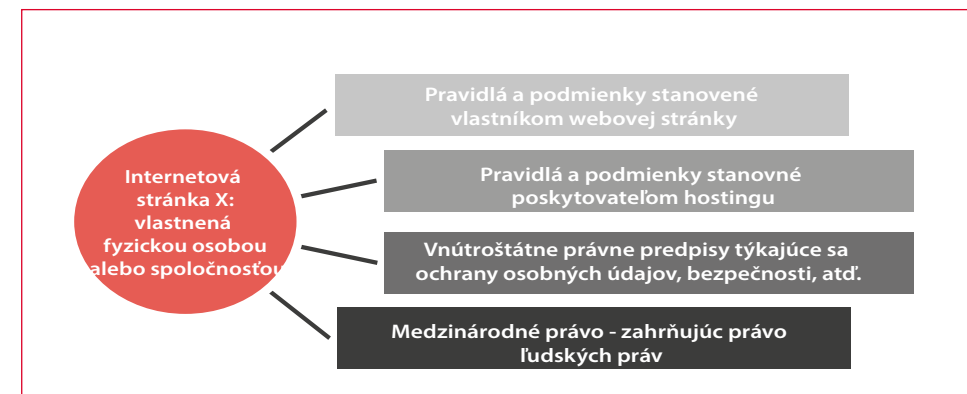 Internetová
stránka X:
vlastnená
fyzickou osobou
alebo spoločnosťou
Pravidlá a podmienky stanovené
vlastníkom webovej stránky
Pravidlá a podmienky stanovné
poskytovateľom hostingu
Vnútroštátne právne predpisy týkajúce sa
ochrany osobných údajov, bezpečnosti, atď.
Medzinárodné právo - zahrňujúc právo
ľudských práv